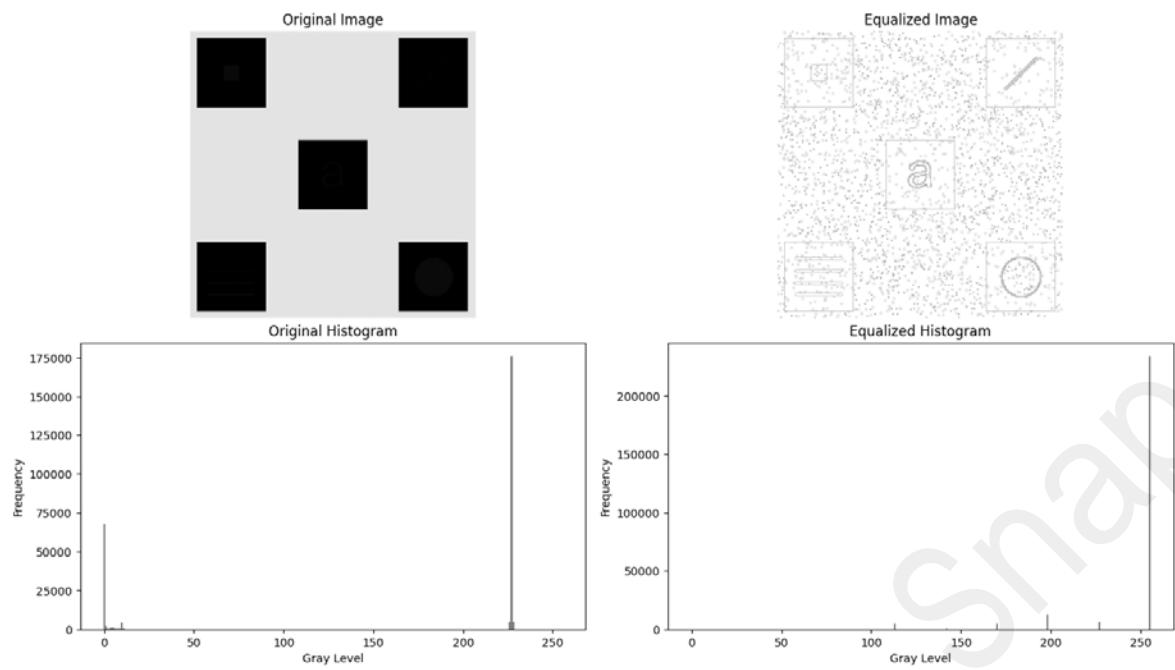 Original Image
Equalized Image
a
a
Original Histogram
Equalized Histogram
175000
150000
125000
100000
75000
50000
25000
0
Frequency
0
50
100
150
200
250
Gray Level
200000
150000
100000
50000
0
Frequency
0
50
100
150
200
250
Gray Level
Snap